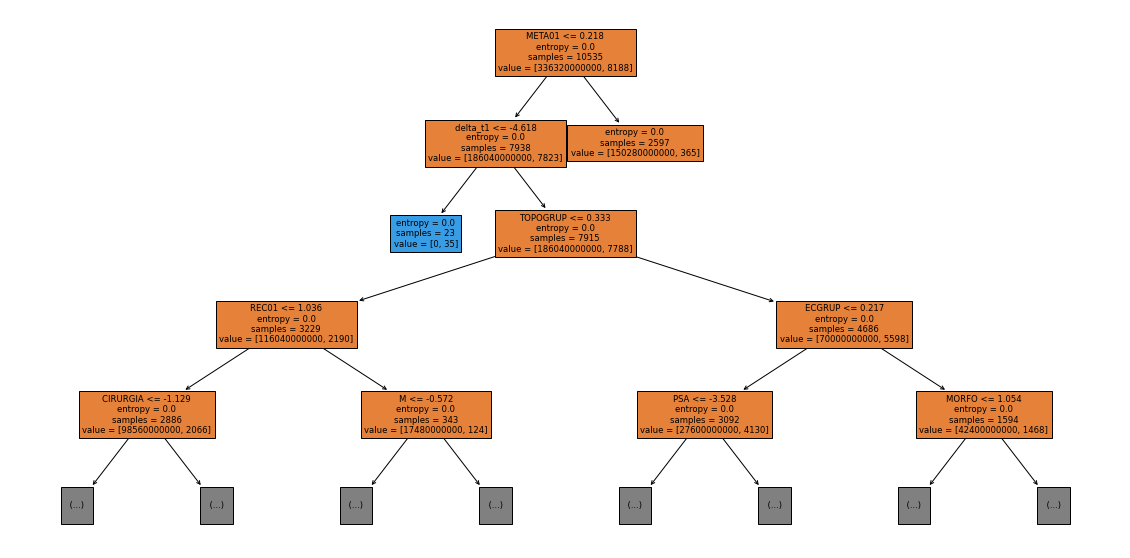 META01 <= 0.218
entropy = 0.0
samples = 10535
value = [336320000000, 8188]
delta_t1 <= -4.618
entropy = 0.0
samples = 7938
value = [186040000000, 7823]
entropy = 0.0
samples = 2597
value = [150280000000, 365]
entropy = 0.0
samples = 23
value = [0, 35]
TOPOGRUP <= 0.333
entropy = 0.0
samples = 7915
value = [186040000000, 7788]
REC01 <= 1.036
entropy = 0.0
samples = 3229
value = [116040000000, 2190]
ECGRUP <= 0.217
entropy = 0.0
samples = 4686
value = [70000000000, 5598]
CIRURGIA <= -1.129
entropy = 0.0
samples = 2886
value = [98560000000, 2066]
M <= -0.572
entropy = 0.0
samples = 343
value = [17480000000, 124]
PSA <= -3.528
entropy = 0.0
samples = 3092
value = [27600000000, 4130]
MORFO <= 1.054
entropy = 0.0
samples = 1594
value = [42400000000, 1468]
(...)
(...)
(...)
(...)
(...)
(...)
(...)
(...)